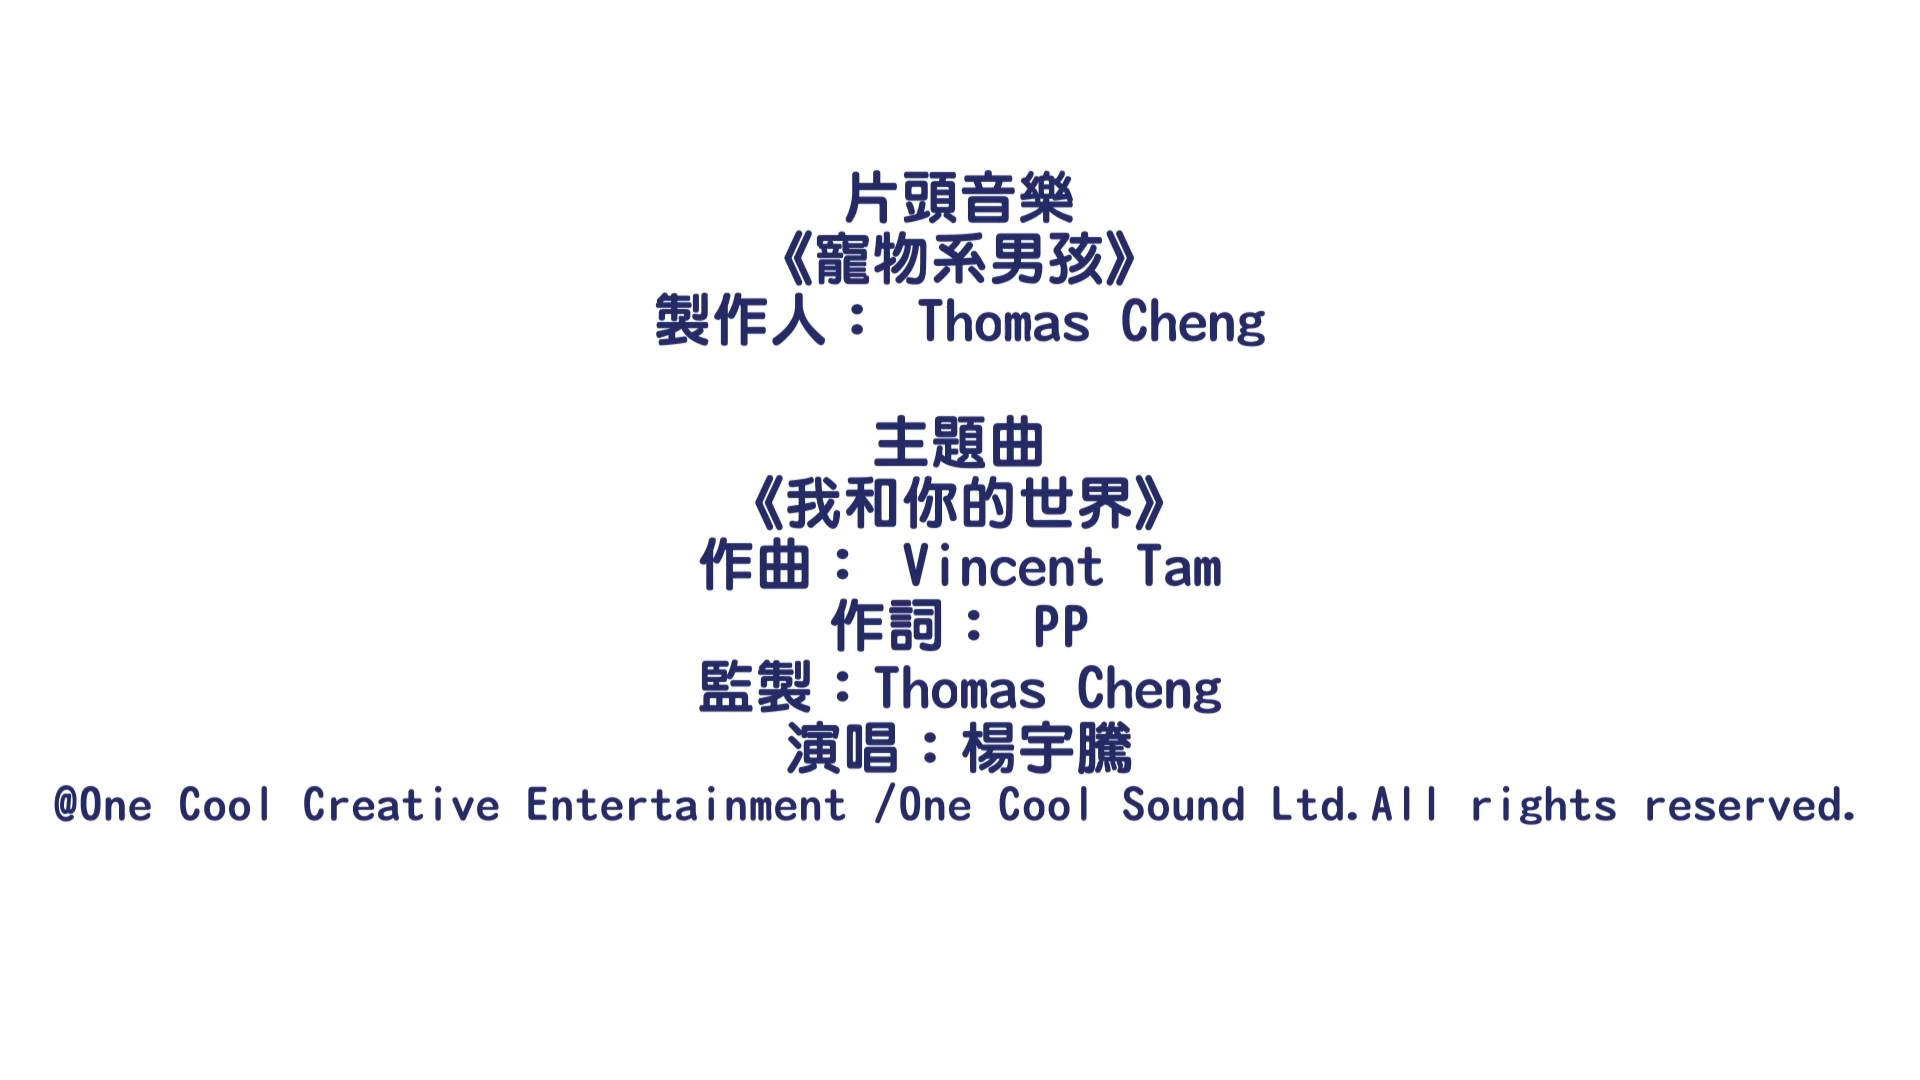 片頭音樂
《寵物系男孩》
製作人： Thomas Cheng
主題曲
《我和你的世界》
作曲： Vincent Tam
作詞： PP
監製：Thomas Cheng
演唱：楊宇騰
@One Cool Creative Entertainment /One Cool Sound Ltd.All rights reserved.